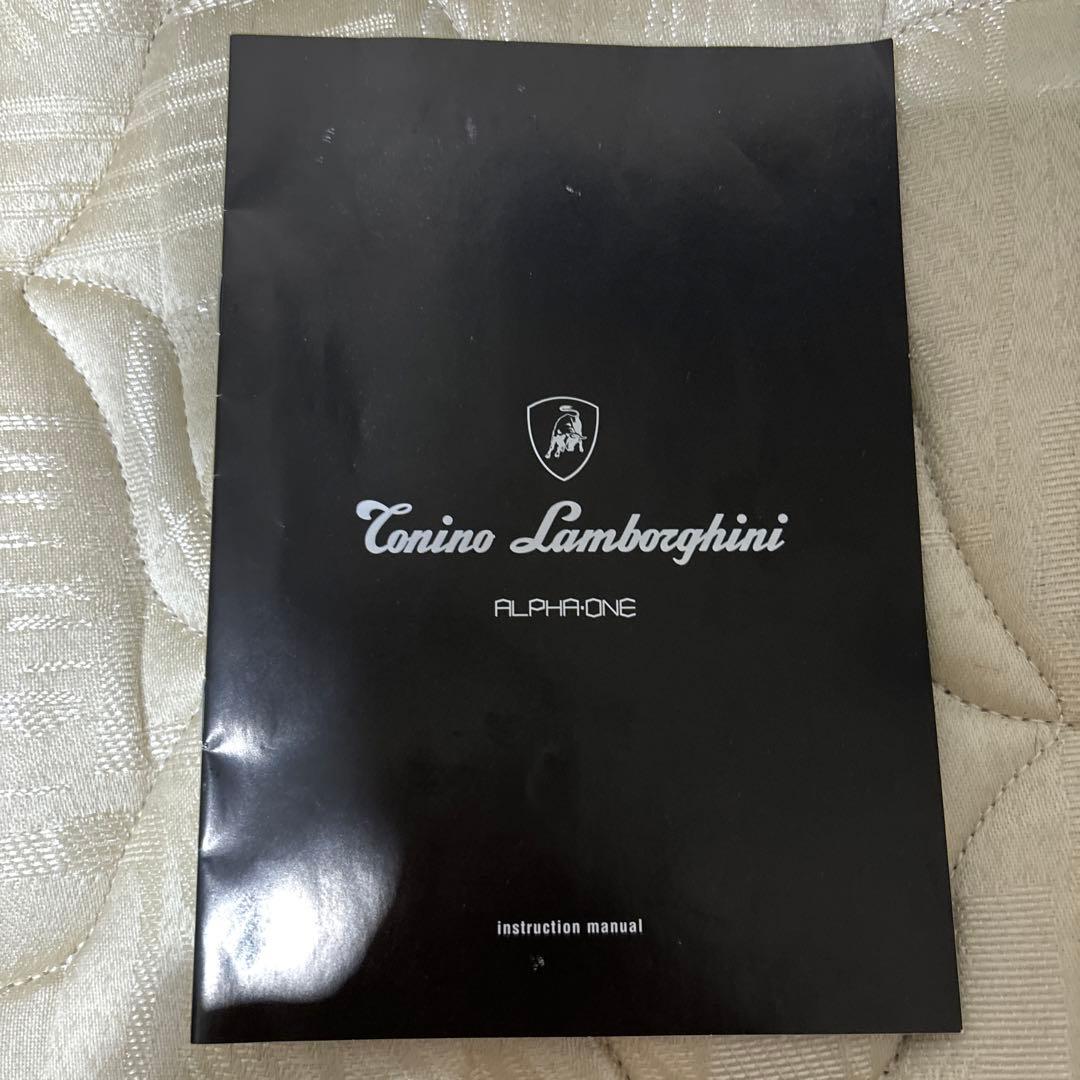 Tonino Lamborghini
ALPHA·ONE
instruction manual